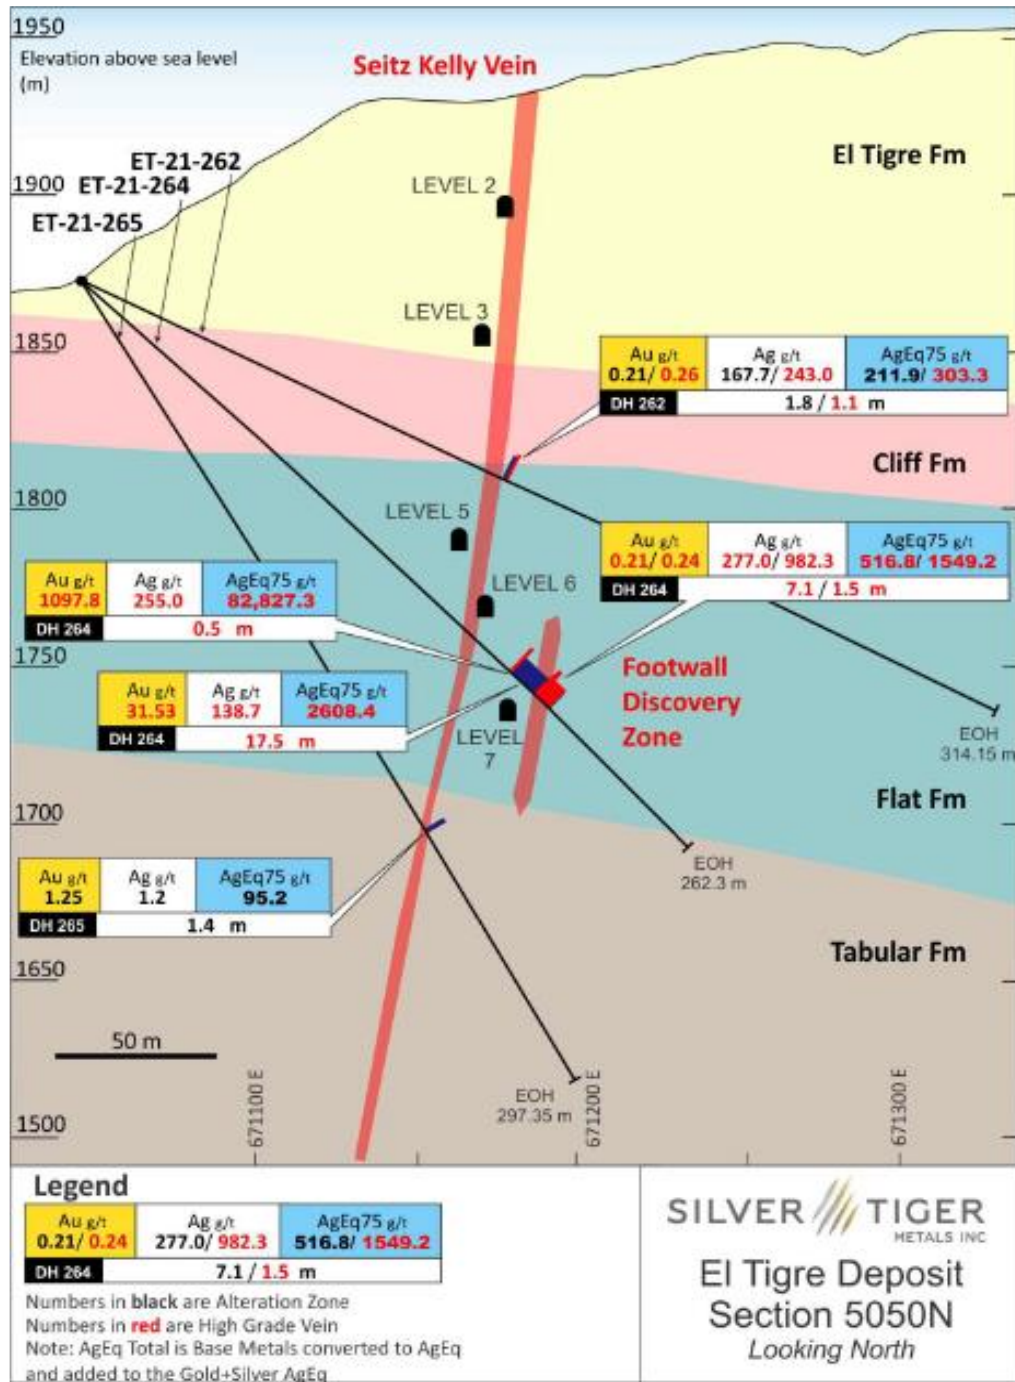 1950
Elevation above sea level
(m)
Seitz Kelly Vein
El Tigre Fm
ET-21-262
1900
ET-21-264
LEVEL 2
ET-21-265
LEVEL 3
1850
Au g/t Ag g/t AgEq75 g/t
0.21/ 0.26 167.7/ 243.0 211.9/ 303.3
DH 262 1.8 / 1.1 m
Cliff Fm
1800
LEVEL 5
Au g/t Ag g/t AgEq75 g/t
0.21/ 0.24 277.0/ 982.3 516.8/ 1549.2
DH 264 7.1 / 1.5 m
Au g/t Ag g/t AgEq75 g/t
1097.8 255.0 82,827.3
DH 264 0.5 m
LEVEL 6
1750
Footwall
Discovery
Zone
Au g/t Ag g/t AgEq75 g/t
31.53 138.7 2608.4
DH 264 17.5 m
LEVEL
7
EOH
314.15 m
Flat Fm
1700
EOH
262.3 m
Au g/t Ag g/t AgEq75 g/t
1.25 1.2 95.2
DH 265 1.4 m
Tabular Fm
1650
50 m
EOH
297.35 m
671100 E
671200 E
671300 E
1500
Legend
Au g/t Ag g/t AgEq75 g/t
0.21/ 0.24 277.0/ 982.3 516.8/ 1549.2
DH 264 7.1 / 1.5 m
Numbers in black are Alteration Zone
Numbers in red are High Grade Vein
Note: AgEq Total is Base Metals converted to AgEq
and added to the Gold+Silver AgEq
SILVER TIGER
METALS INC
El Tigre Deposit
Section 5050N
Looking North